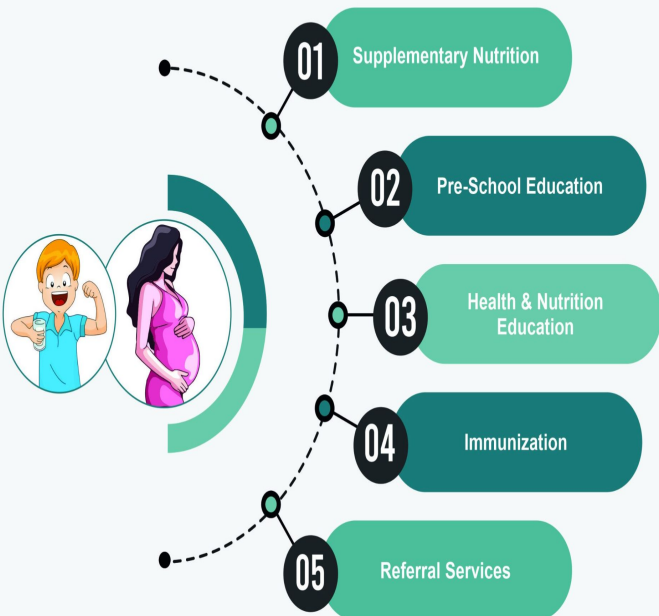 01
Supplementary Nutrition
02
Pre-School Education
03
Health & Nutrition
Education
04
Immunization
05
Referral Services